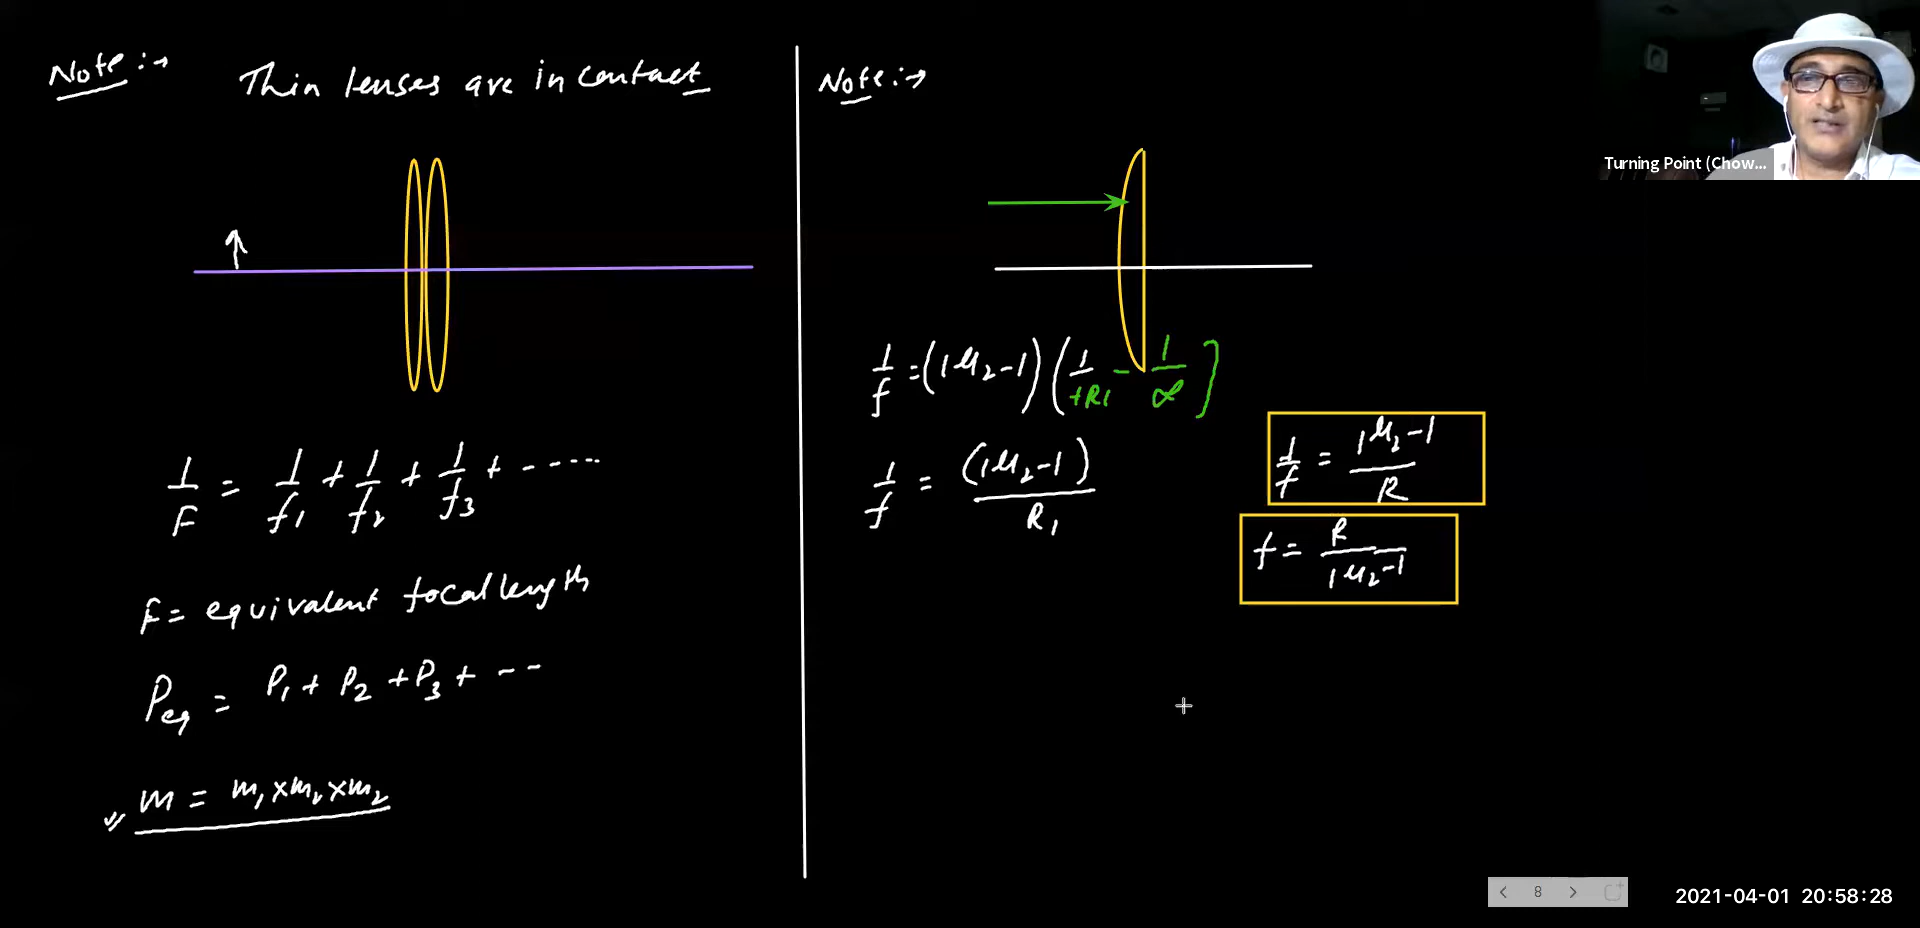 Note :→
Thin lenses are in contact
1/F = 1/f₁ + 1/f₂ + 1/f₃ + -----
F = equivalent focal length
Peq = P₁ + P₂ + P₃ + --
m = m₁ × m₂ × m₂
Note :→
1/f = (₁μ₂ - 1) (1/+R₁ - 1/∞)
1/f = (₁μ₂ - 1)/R₁
1/f = ₁μ₂ - 1/R
f = R/₁μ₂ - 1
Turning Point (Chow...
8
2021-04-01 20:58:28